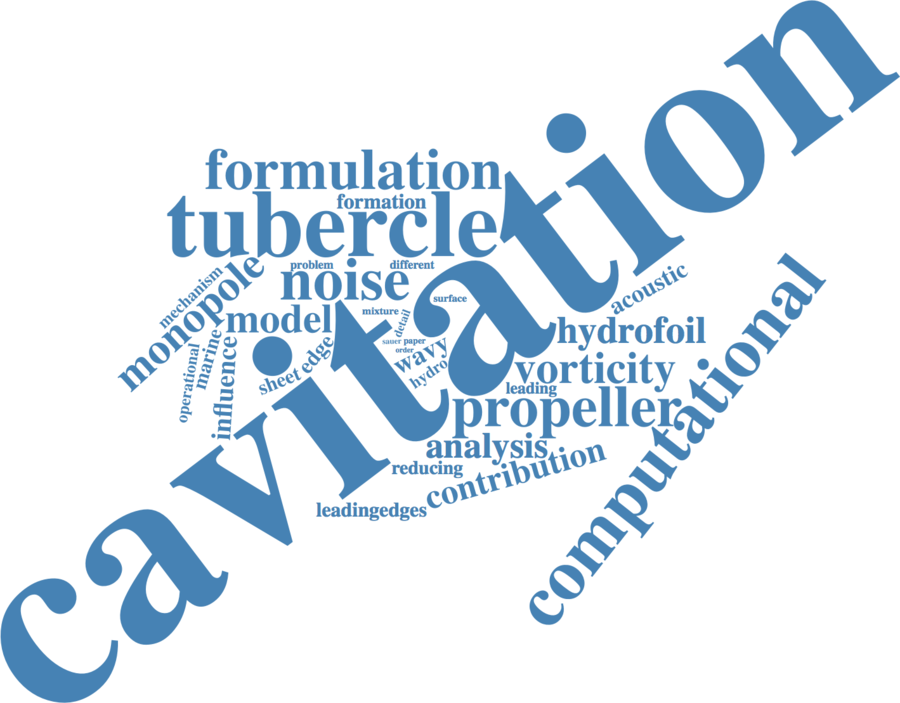 cavitation
formulation
formation
tubercle
problem
different
noise
mechanism
monopole
surface
acoustic
mixture
detail
model
hydrofoil
sauer
paper
order
wavy
hydro
operational
marine
influence
sheet
edge
vorticity
leading
propeller
computational
analysis
reducing
contribution
leadingedges